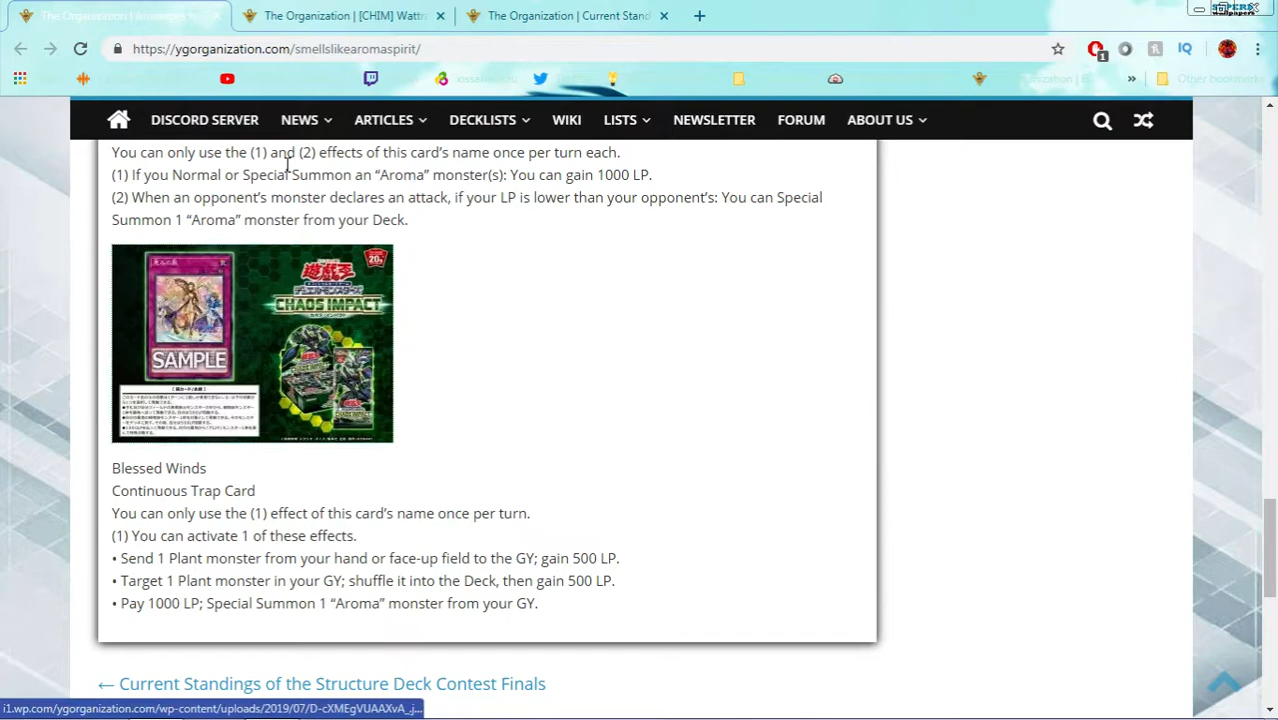 The Organization | [CHIM] Wattra
The Organization | Current Stand
https://ygorganization.com/smellslikearomaspirit/
1
IQ
Other bookmarks
DISCORD SERVER NEWS ARTICLES DECKLISTS WIKI LISTS NEWSLETTER FORUM ABOUT US
You can only use the (1) and (2) effects of this card’s name once per turn each.
(1) If you Normal or Special Summon an “Aroma” monster(s): You can gain 1000 LP.
(2) When an opponent’s monster declares an attack, if your LP is lower than your opponent’s: You can Special
Summon 1 “Aroma” monster from your Deck.
遊戯王
CHAOS IMPACT
SAMPLE
Blessed Winds
Continuous Trap Card
You can only use the (1) effect of this card’s name once per turn.
(1) You can activate 1 of these effects.
• Send 1 Plant monster from your hand or face-up field to the GY; gain 500 LP.
• Target 1 Plant monster in your GY; shuffle it into the Deck, then gain 500 LP.
• Pay 1000 LP; Special Summon 1 “Aroma” monster from your GY.
← Current Standings of the Structure Deck Contest Finals
i1.wp.com/ygorganization.com/wp-content/uploads/2019/07/D-cXMEgVUAAXvA_.j...